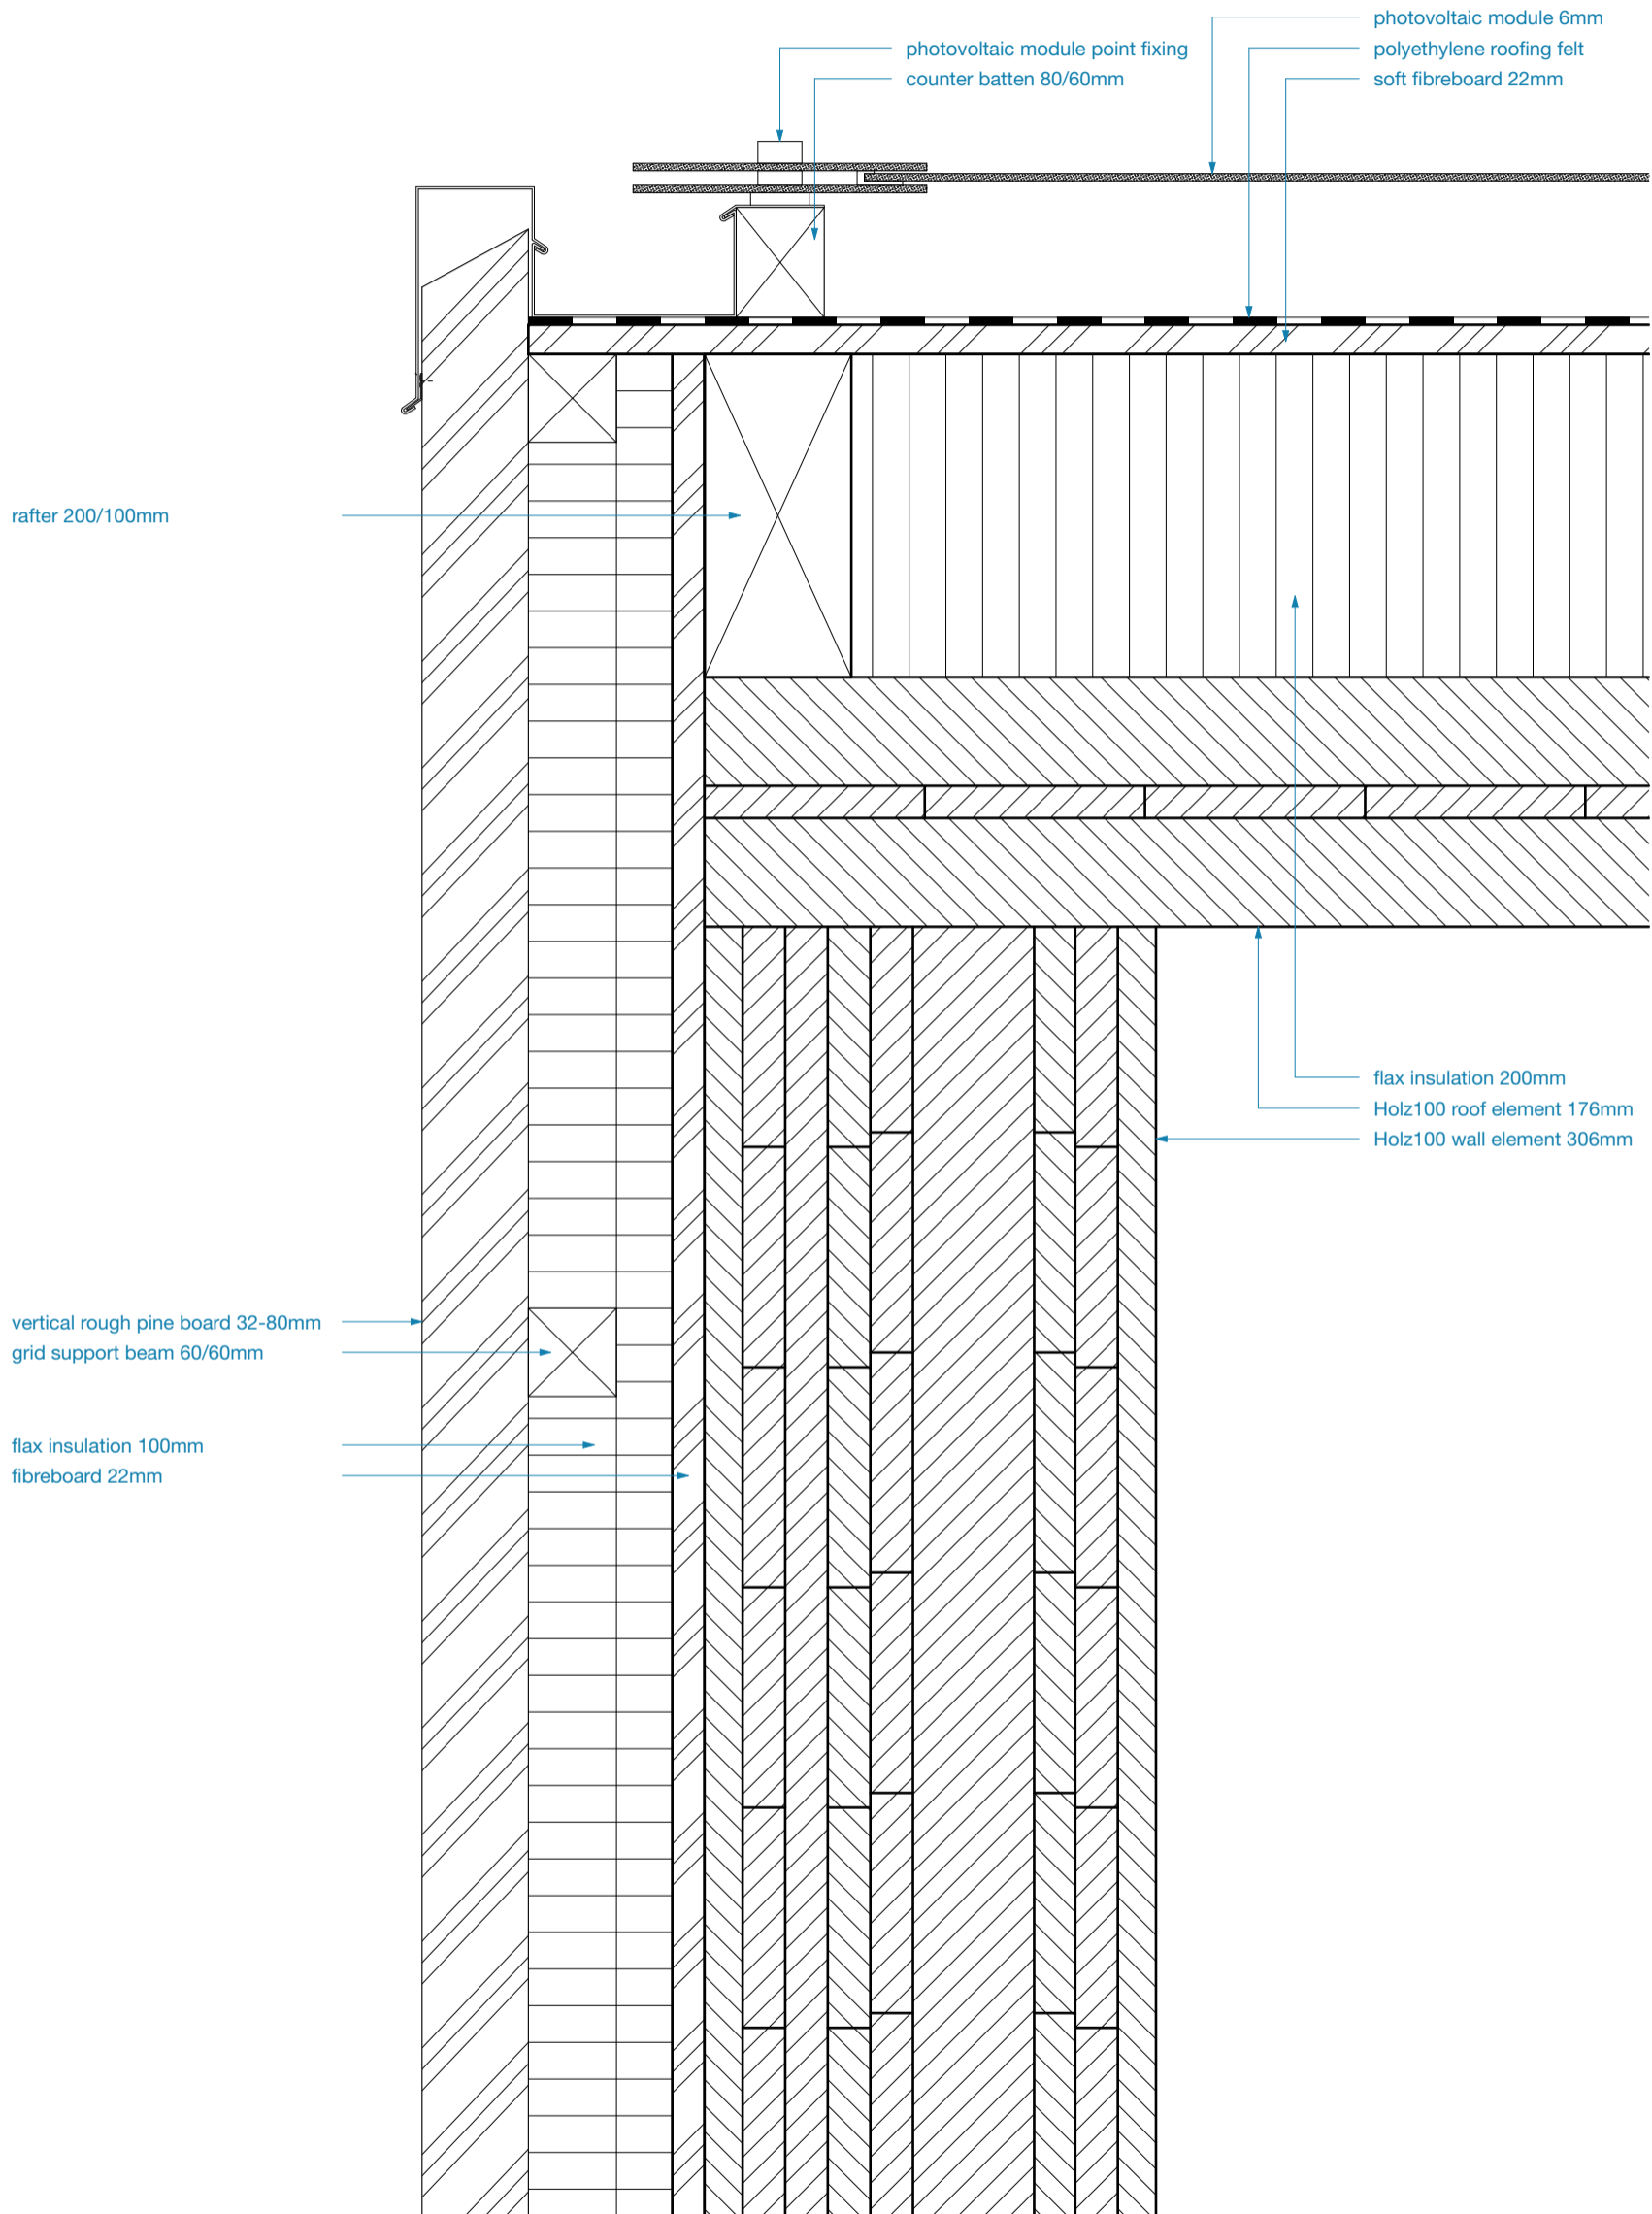 photovoltaic module 6mm
photovoltaic module point fixing
polyethylene roofing felt
counter batten 80/60mm
soft fibreboard 22mm
rafter 200/100mm
flax insulation 200mm
Holz100 roof element 176mm
Holz100 wall element 306mm
vertical rough pine board 32-80mm
grid support beam 60/60mm
flax insulation 100mm
fibreboard 22mm